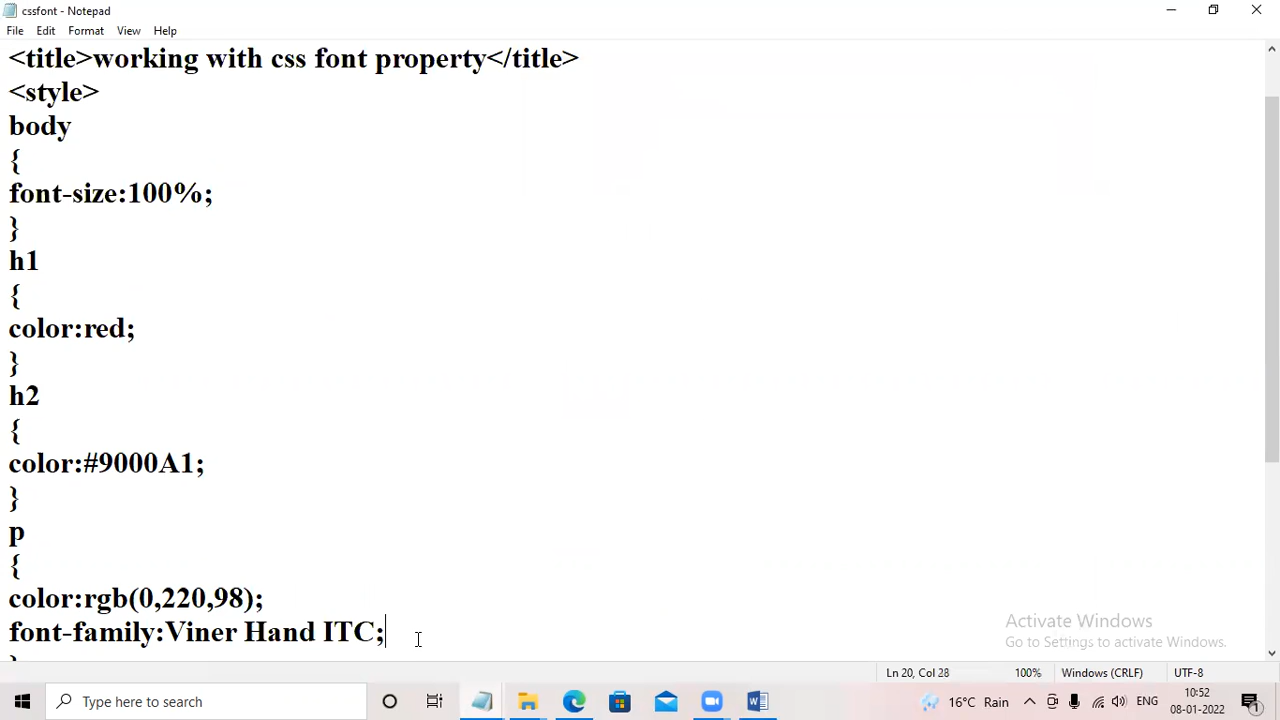 cssfont - Notepad
File Edit Format View Help
<title>working with css font property</title>
<style>
body
{
font-size:100%;
}
h1
{
color:red;
}
h2
{
color:#9000A1;
}
p
{
color:rgb(0,220,98);
font-family:Viner Hand ITC;
}
Activate Windows
Go to Settings to activate Windows.
Ln 20, Col 28 100% Windows (CRLF) UTF-8
Type here to search
16°C Rain ENG 10:52
08-01-2022 1